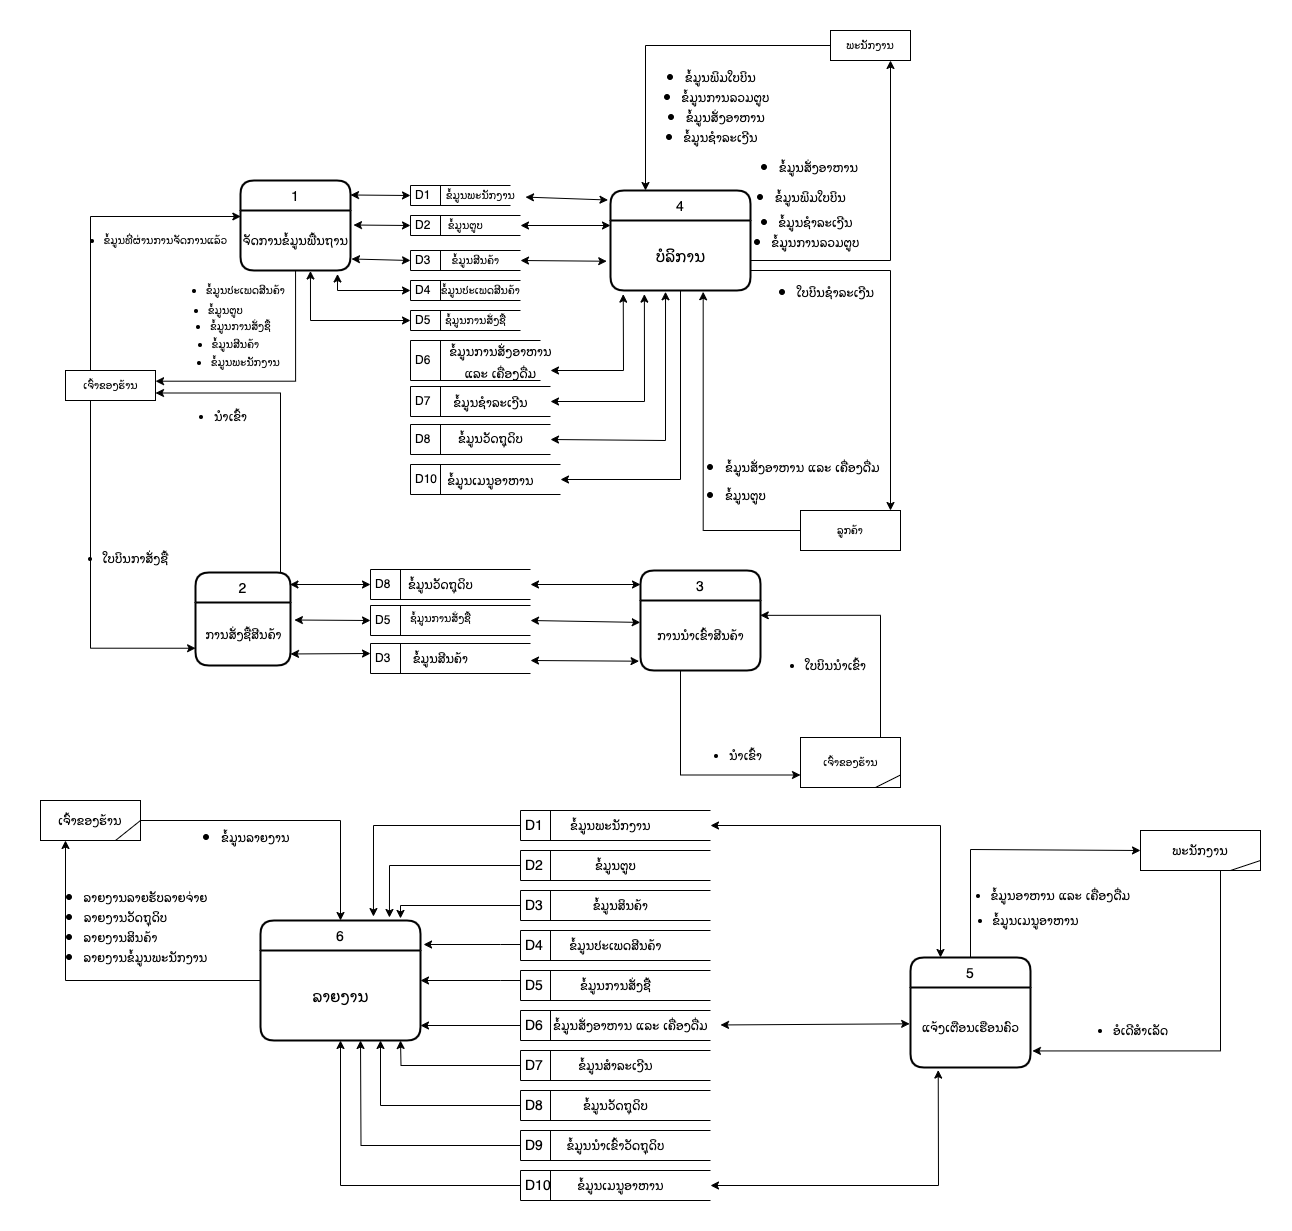 ພະນັກງານ
ຂໍ້ມູນພິມໃບບິນ
ຂໍ້ມູນການລວມຕູບ
ຂໍ້ມູນສັ່ງອາຫານ
ຂໍ້ມູນຊຳລະເງິນ
ຂໍ້ມູນສັ່ງອາຫານ
ຂໍ້ມູນພິມໃບບິນ
ຂໍ້ມູນຊຳລະເງິນ
ຂໍ້ມູນການລວມຕູບ
1
ຈັດການຂໍ້ມູນພື້ນຖານ
D1 ຂໍ້ມູນພະນັກງານ
D2 ຂໍ້ມູນຕູບ
D3 ຂໍ້ມູນສິນຄ້າ
D4 ຂໍ້ມູນປະເພດສິນຄ້າ
D5 ຂໍ້ມູນການສັ່ງຊື້
D6 ຂໍ້ມູນການສັ່ງອາຫານ
ແລະ ເຄື່ອງດື່ມ
D7 ຂໍ້ມູນຊຳລະເງິນ
D8 ຂໍ້ມູນວັດຖຸດິບ
D10 ຂໍ້ມູນເມນູອາຫານ
4
ບໍລິການ
ໃບບິນຊຳລະເງິນ
ຂໍ້ມູນທີ່ຜ່ານການຈັດການແລ້ວ
ຂໍ້ມູນປະເພດສິນຄ້າ
ຂໍ້ມູນຕູບ
ຂໍ້ມູນການສັ່ງຊື້
ຂໍ້ມູນສິນຄ້າ
ຂໍ້ມູນພະນັກງານ
ເຈົ້າຂອງຮ້ານ
ນຳເຂົ້າ
ຂໍ້ມູນສັ່ງອາຫານ ແລະ ເຄື່ອງດື່ມ
ຂໍ້ມູນຕູບ
ລູກຄ້າ
ໃບບິນກາສັ່ງຊື້
2
ການສັ່ງຊື້ສິນຄ້າ
D8 ຂໍ້ມູນວັດຖຸດິບ
D5 ຂໍ້ມູນການສັ່ງຊື້
D3 ຂໍ້ມູນສິນຄ້າ
3
ການນຳເຂົ້າສິນຄ້າ
ໃບບິນນຳເຂົ້າ
ນຳເຂົ້າ
ເຈົ້າຂອງຮ້ານ
ເຈົ້າຂອງຮ້ານ
ຂໍ້ມູນລາຍງານ
ລາຍງານລາຍຮັບລາຍຈ່າຍ
ລາຍງານວັດຖຸດິບ
ລາຍງານສິນຄ້າ
ລາຍງານຂໍ້ມູນພະນັກງານ
6
ລາຍງານ
D1 ຂໍ້ມູນພະນັກງານ
D2 ຂໍ້ມູນຕູບ
D3 ຂໍ້ມູນສິນຄ້າ
D4 ຂໍ້ມູນປະເພດສິນຄ້າ
D5 ຂໍ້ມູນການສັ່ງຊື້
D6 ຂໍ້ມູນສັ່ງອາຫານ ແລະ ເຄື່ອງດື່ມ
D7 ຂໍ້ມູນສຳລະເງິນ
D8 ຂໍ້ມູນວັດຖຸດິບ
D9 ຂໍ້ມູນນຳເຂົ້າວັດຖຸດິບ
D10 ຂໍ້ມູນເມນູອາຫານ
ພະນັກງານ
ຂໍ້ມູນອາຫານ ແລະ ເຄື່ອງດື່ມ
ຂໍ້ມູນເມນູອາຫານ
5
ແຈ້ງເຕືອນເຮືອນຄົວ
ອໍເດີສຳເລັດ